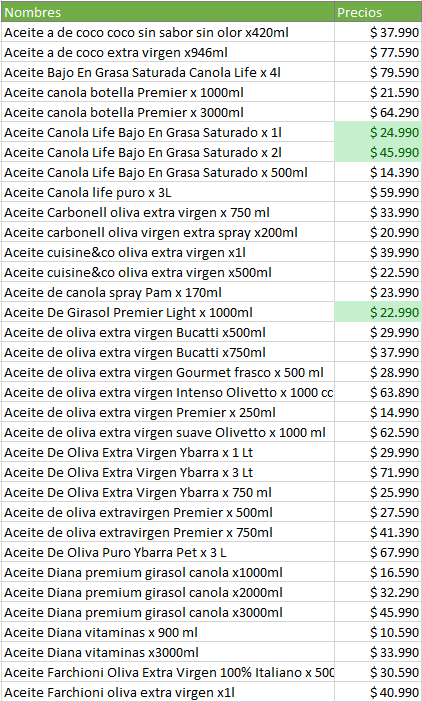 Nombres Precios
Aceite a de coco coco sin sabor sin olor x420ml $ 37.990
Aceite a de coco extra virgen x946ml $ 77.590
Aceite Bajo En Grasa Saturada Canola Life x 4l $ 79.590
Aceite canola botella Premier x 1000ml $ 21.590
Aceite canola botella Premier x 3000ml $ 64.290
Aceite Canola Life Bajo En Grasa Saturado x 1l $ 24.990
Aceite Canola Life Bajo En Grasa Saturado x 2l $ 45.990
Aceite Canola Life Bajo En Grasa Saturado x 500ml $ 14.390
Aceite Canola life puro x 3L $ 59.990
Aceite Carbonell oliva extra virgen x 750 ml $ 33.990
Aceite carbonell oliva virgen extra spray x200ml $ 20.990
Aceite cuisine&co oliva extra virgen x1l $ 39.990
Aceite cuisine&co oliva extra virgen x500ml $ 22.590
Aceite de canola spray Pam x 170ml $ 23.990
Aceite De Girasol Premier Light x 1000ml $ 22.990
Aceite de oliva extra virgen Bucatti x500ml $ 29.990
Aceite de oliva extra virgen Bucatti x750ml $ 37.990
Aceite de oliva extra virgen Gourmet frasco x 500 ml $ 28.990
Aceite de oliva extra virgen Intenso Olivetto x 1000 cc $ 63.890
Aceite de oliva extra virgen Premier x 250ml $ 14.990
Aceite de oliva extra virgen suave Olivetto x 1000 ml $ 62.590
Aceite De Oliva Extra Virgen Ybarra x 1 Lt $ 29.990
Aceite De Oliva Extra Virgen Ybarra x 3 Lt $ 71.990
Aceite De Oliva Extra Virgen Ybarra x 750 ml $ 25.990
Aceite de oliva extravirgen Premier x 500ml $ 27.590
Aceite de oliva extravirgen Premier x 750ml $ 41.390
Aceite De Oliva Puro Ybarra Pet x 3 L $ 67.990
Aceite Diana premium girasol canola x1000ml $ 16.590
Aceite Diana premium girasol canola x2000ml $ 32.290
Aceite Diana premium girasol canola x3000ml $ 45.990
Aceite Diana vitaminas x 900 ml $ 10.590
Aceite Diana vitaminas x3000ml $ 33.990
Aceite Farchioni Oliva Extra Virgen 100% Italiano x 500 $ 30.590
Aceite Farchioni oliva extra virgen x1l $ 40.990